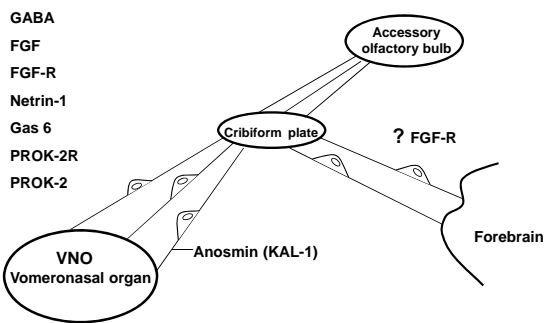 GABA
FGF
FGF-R
Netrin-1
Gas 6
PROK-2R
PROK-2
Accessory
olfactory bulb
Cribiform plate
? FGF-R
Forebrain
Anosmin (KAL-1)
VNO
Vomeronasal organ